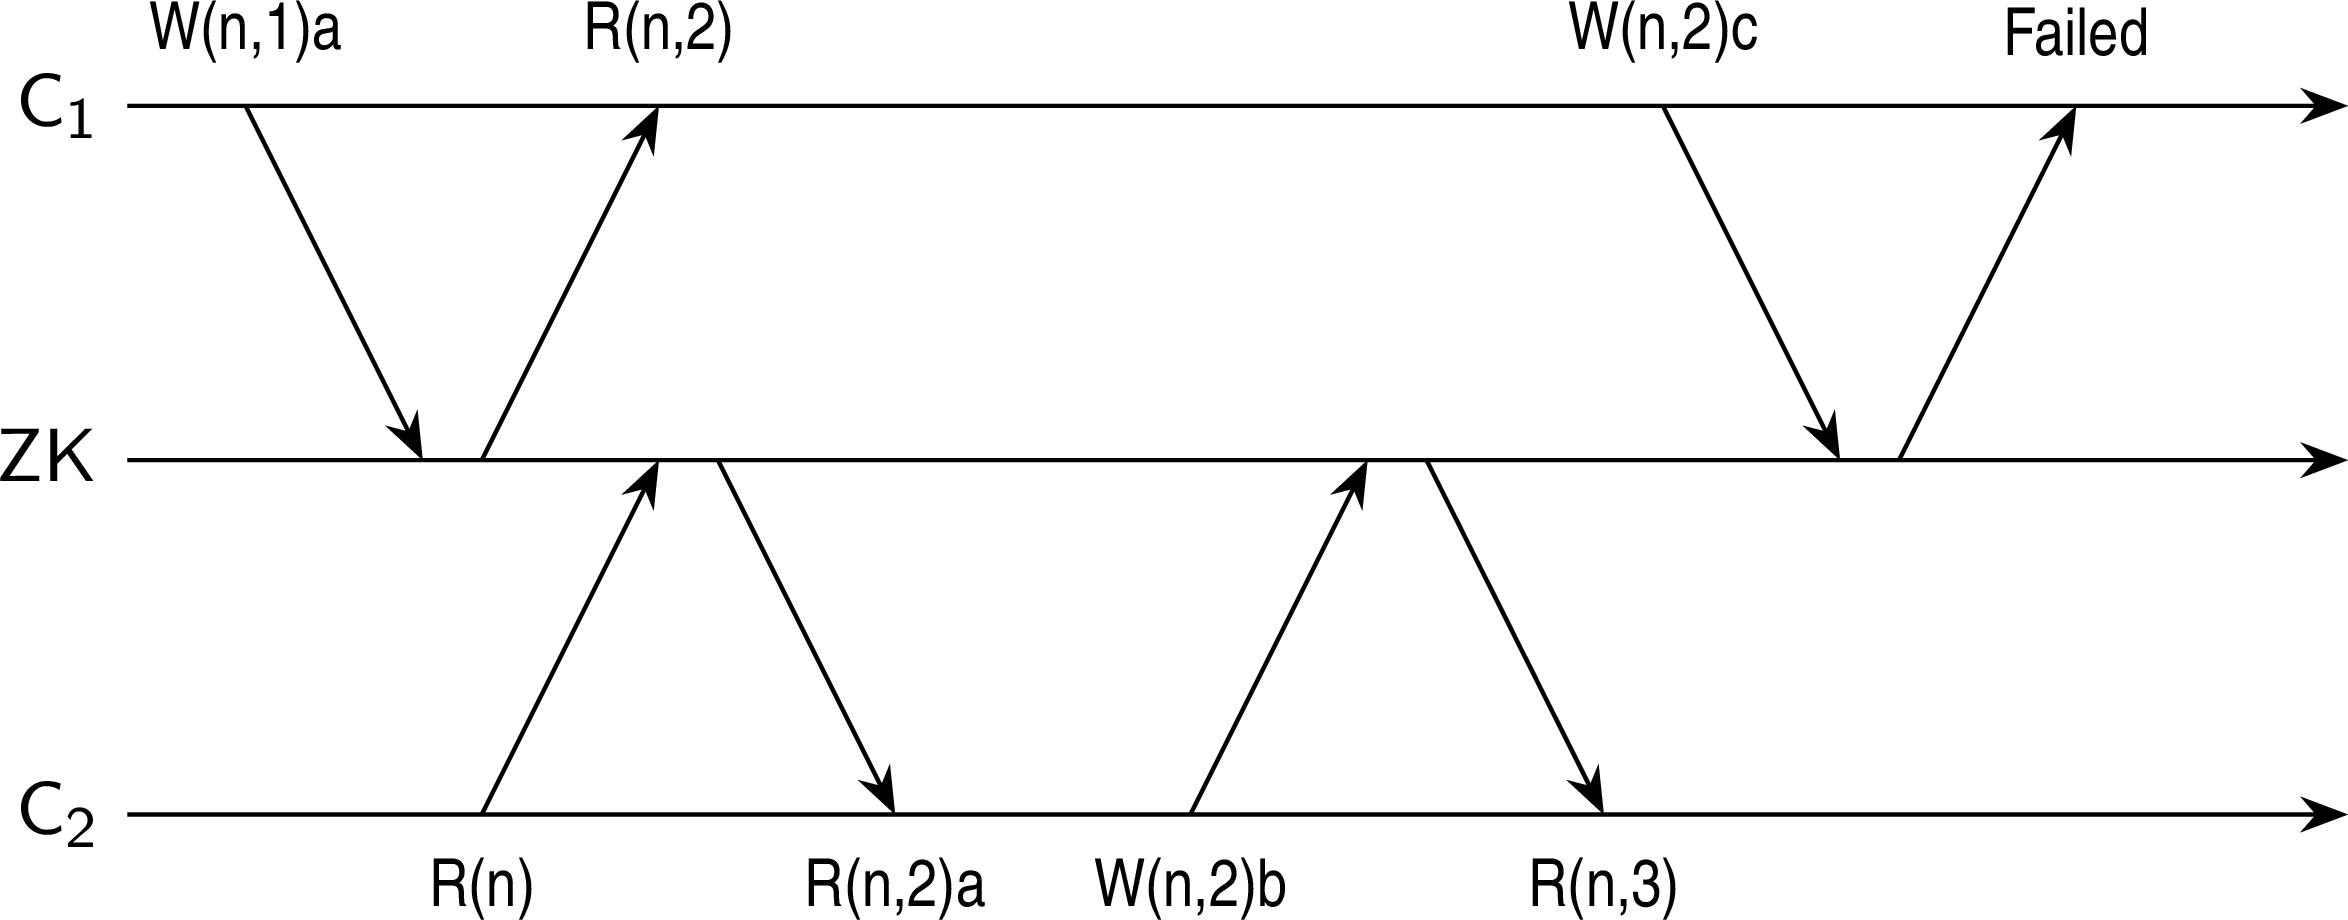 W(n,1)a R(n,2) W(n,2)c Failed
C₁
ZK
C₂
R(n) R(n,2)a W(n,2)b R(n,3)